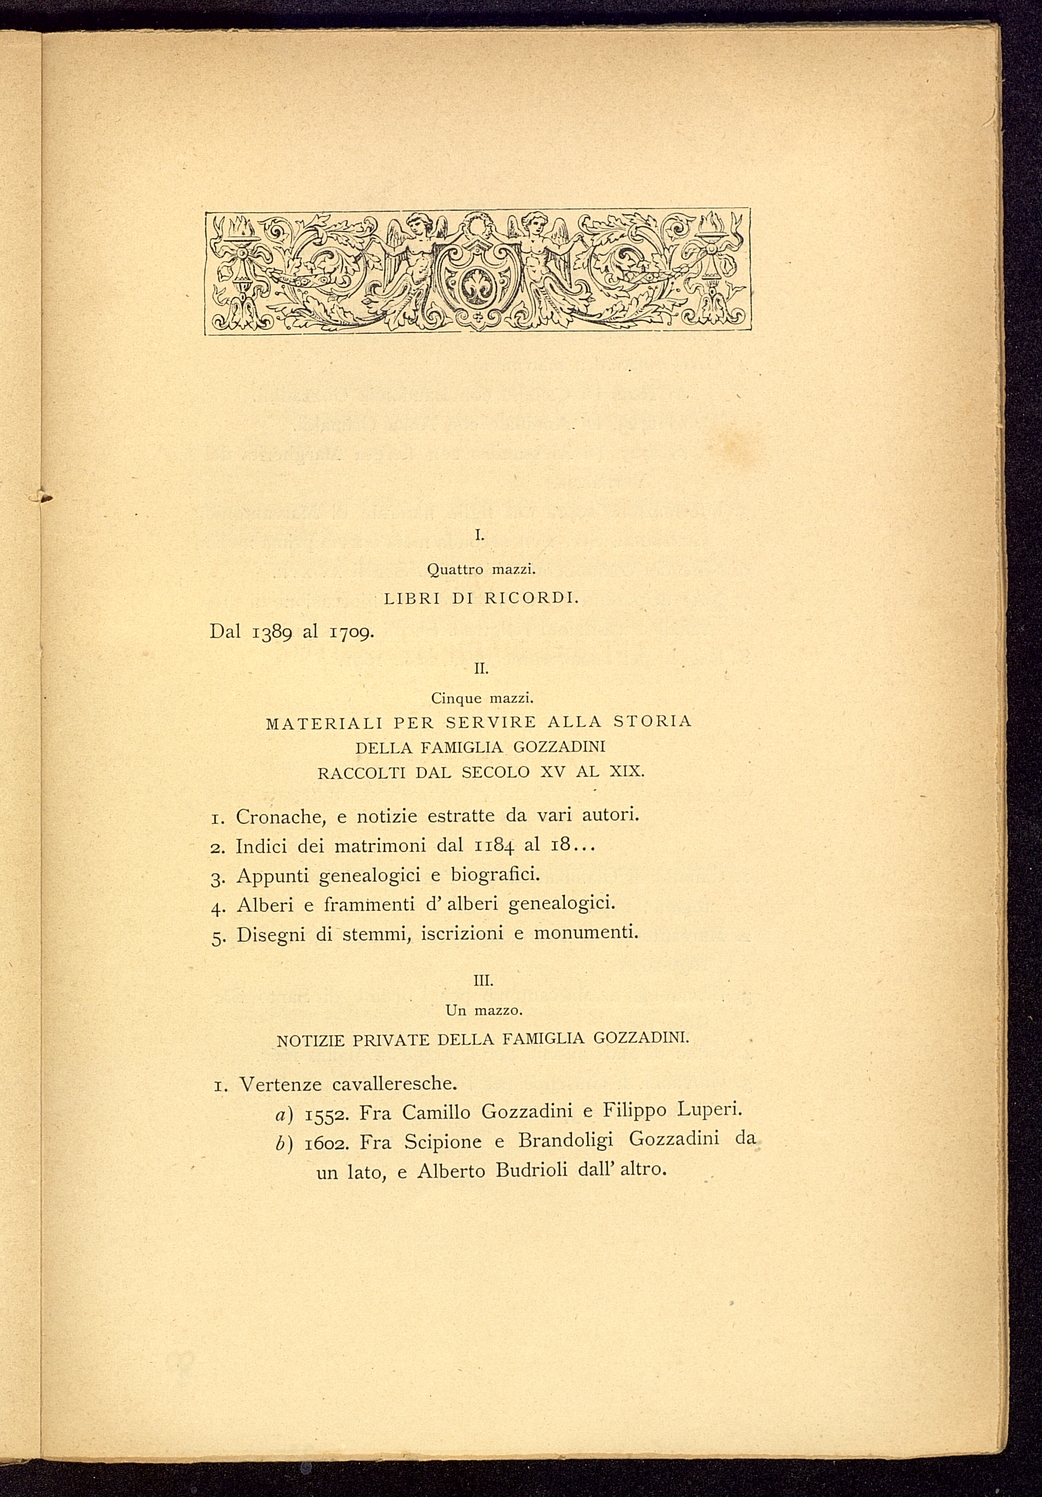 I.
Quattro mazzi.
LIBRI DI RICORDI.
Dal 1389 al 1709.
II.
Cinque mazzi.
MATERIALI PER SERVIRE ALLA STORIA
DELLA FAMIGLIA GOZZADINI
RACCOLTI DAL SECOLO XV AL XIX.
1. Cronache, e notizie estratte da vari autori.
2. Indici dei matrimoni dal 1184 al 18...
3. Appunti genealogici e biografici.
4. Alberi e frammenti d' alberi genealogici.
5. Disegni di stemmi, iscrizioni e monumenti.
III.
Un mazzo.
NOTIZIE PRIVATE DELLA FAMIGLIA GOZZADINI.
1. Vertenze cavalleresche.
a) 1552. Fra Camillo Gozzadini e Filippo Luperi.
b) 1602. Fra Scipione e Brandoligi Gozzadini da
un lato, e Alberto Budrioli dall' altro.